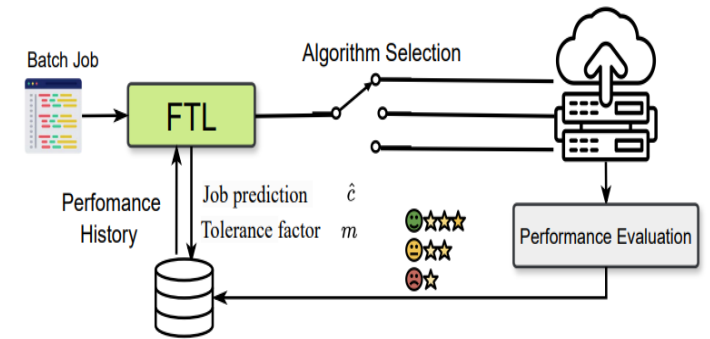 Batch Job
Algorithm Selection
FTL
Perfomance
History
Job prediction ĉ
Tolerance factor m
Performance Evaluation